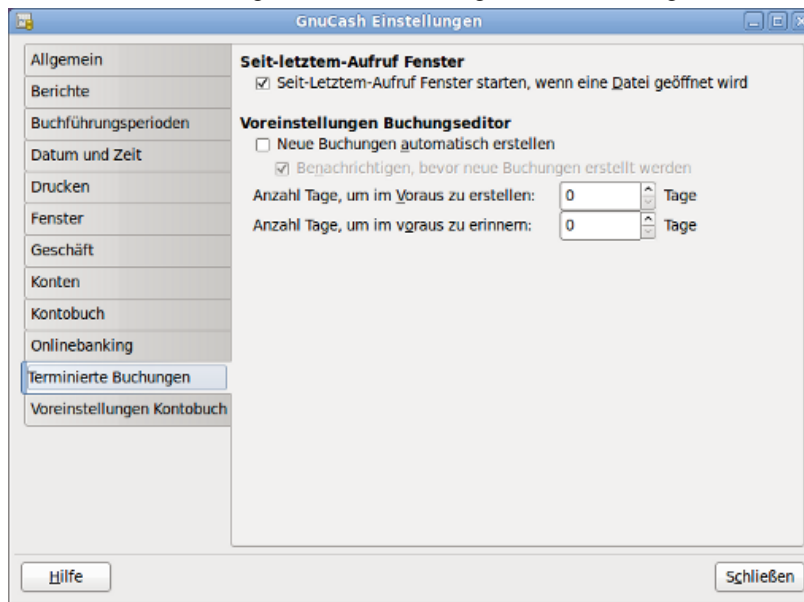 GnuCash Einstellungen
Allgemein
Berichte
Buchführungsperioden
Datum und Zeit
Drucken
Fenster
Geschäft
Konten
Kontobuch
Onlinebanking
Terminierte Buchungen
Voreinstellungen Kontobuch
Seit-letztem-Aufruf Fenster
Seit-Letztem-Aufruf Fenster starten, wenn eine Datei geöffnet wird
Voreinstellungen Buchungseditor
Neue Buchungen automatisch erstellen
Benachrichtigen, bevor neue Buchungen erstellt werden
Anzahl Tage, um im Voraus zu erstellen: 0 Tage
Anzahl Tage, um im voraus zu erinnern: 0 Tage
Hilfe
Schließen